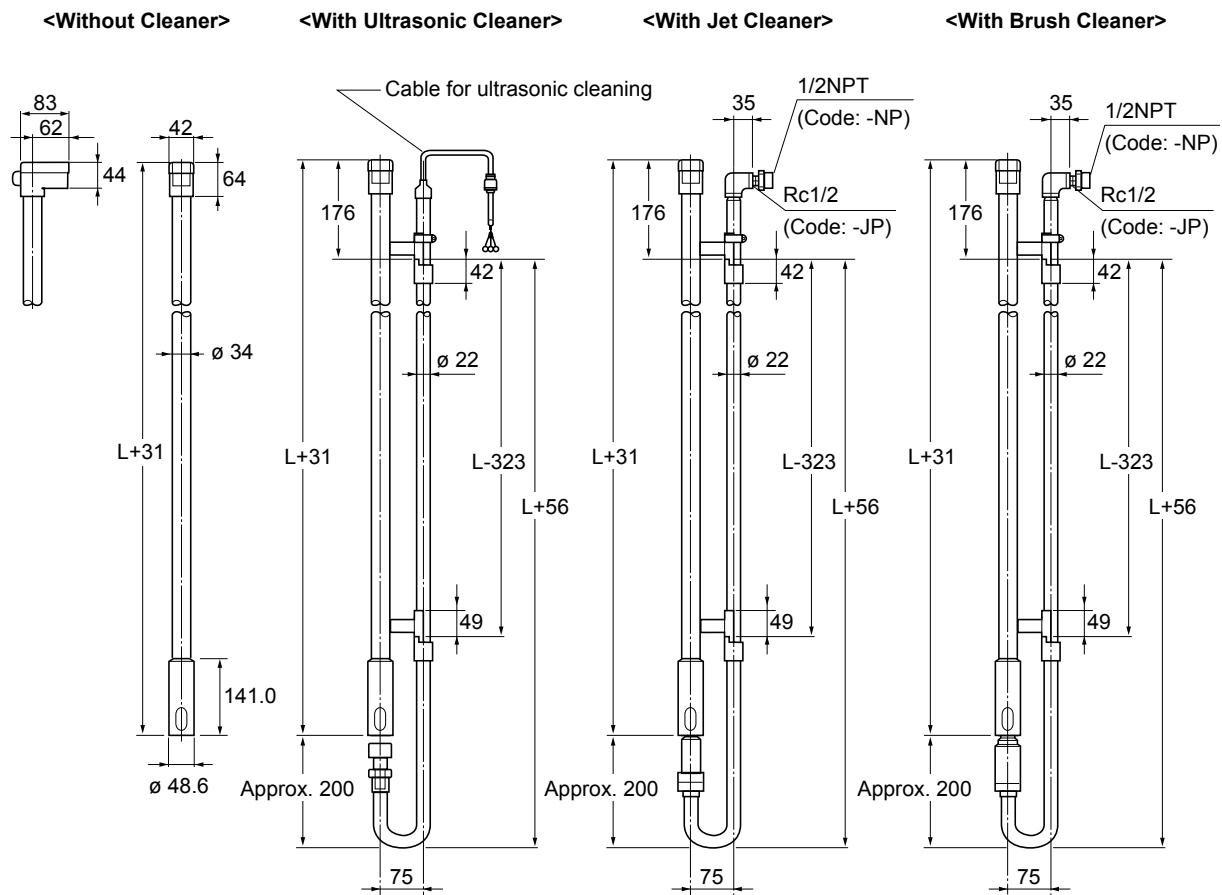 <Without Cleaner>
<With Ultrasonic Cleaner>
<With Jet Cleaner>
<With Brush Cleaner>
83
62
44
42
64
ø 34
L+31
141.0
ø 48.6
Cable for ultrasonic cleaning
176
42
ø 22
L+31
L-323
L+56
49
Approx. 200
75
35
1/2NPT
(Code: -NP)
Rc1/2
(Code: -JP)
176
42
ø 22
L+31
L-323
L+56
49
Approx. 200
75
35
1/2NPT
(Code: -NP)
Rc1/2
(Code: -JP)
176
42
ø 22
L+31
L-323
L+56
49
Approx. 200
75